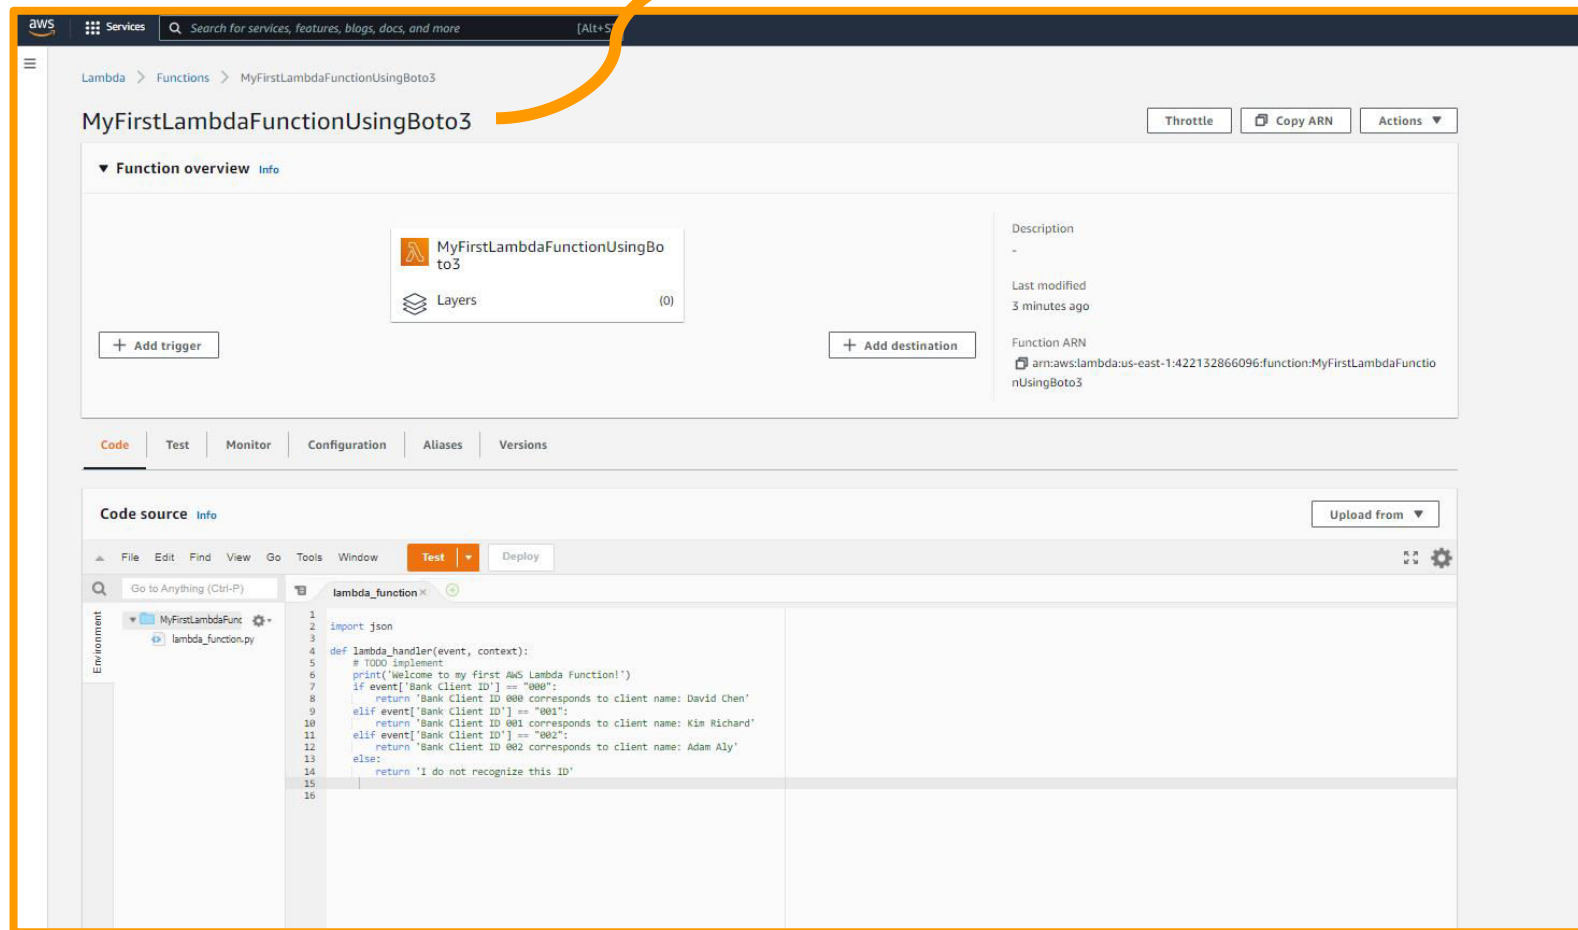 aws Services Search for services, features, blogs, docs, and more [Alt+S]
Lambda > Functions > MyFirstLambdaFunctionUsingBoto3
MyFirstLambdaFunctionUsingBoto3
Throttle Copy ARN Actions ▼
▼ Function overview Info
MyFirstLambdaFunctionUsingBo
to3
Layers (0)
+ Add trigger
+ Add destination
Description
-
Last modified
3 minutes ago
Function ARN
arn:aws:lambda:us-east-1:422132866096:function:MyFirstLambdaFunctio
nUsingBoto3
Code Test Monitor Configuration Aliases Versions
Code source Info
Upload from ▼
File Edit Find View Go Tools Window Test Deploy
Go to Anything (Ctrl-P)
lambda_function ×
Environment
MyFirstLambdaFunc
lambda_function.py
1
2 import json
3
4 def lambda_handler(event, context):
5 # TODO implement
6 print('Welcome to my first AWS Lambda Function!')
7 if event['Bank Client ID'] == "000":
8 return 'Bank Client ID 000 corresponds to client name: David Chen'
9 elif event['Bank Client ID'] == "001":
10 return 'Bank Client ID 001 corresponds to client name: Kim Richard'
11 elif event['Bank Client ID'] == "002":
12 return 'Bank Client ID 002 corresponds to client name: Adam Aly'
13 else:
14 return 'I do not recognize this ID'
15
16